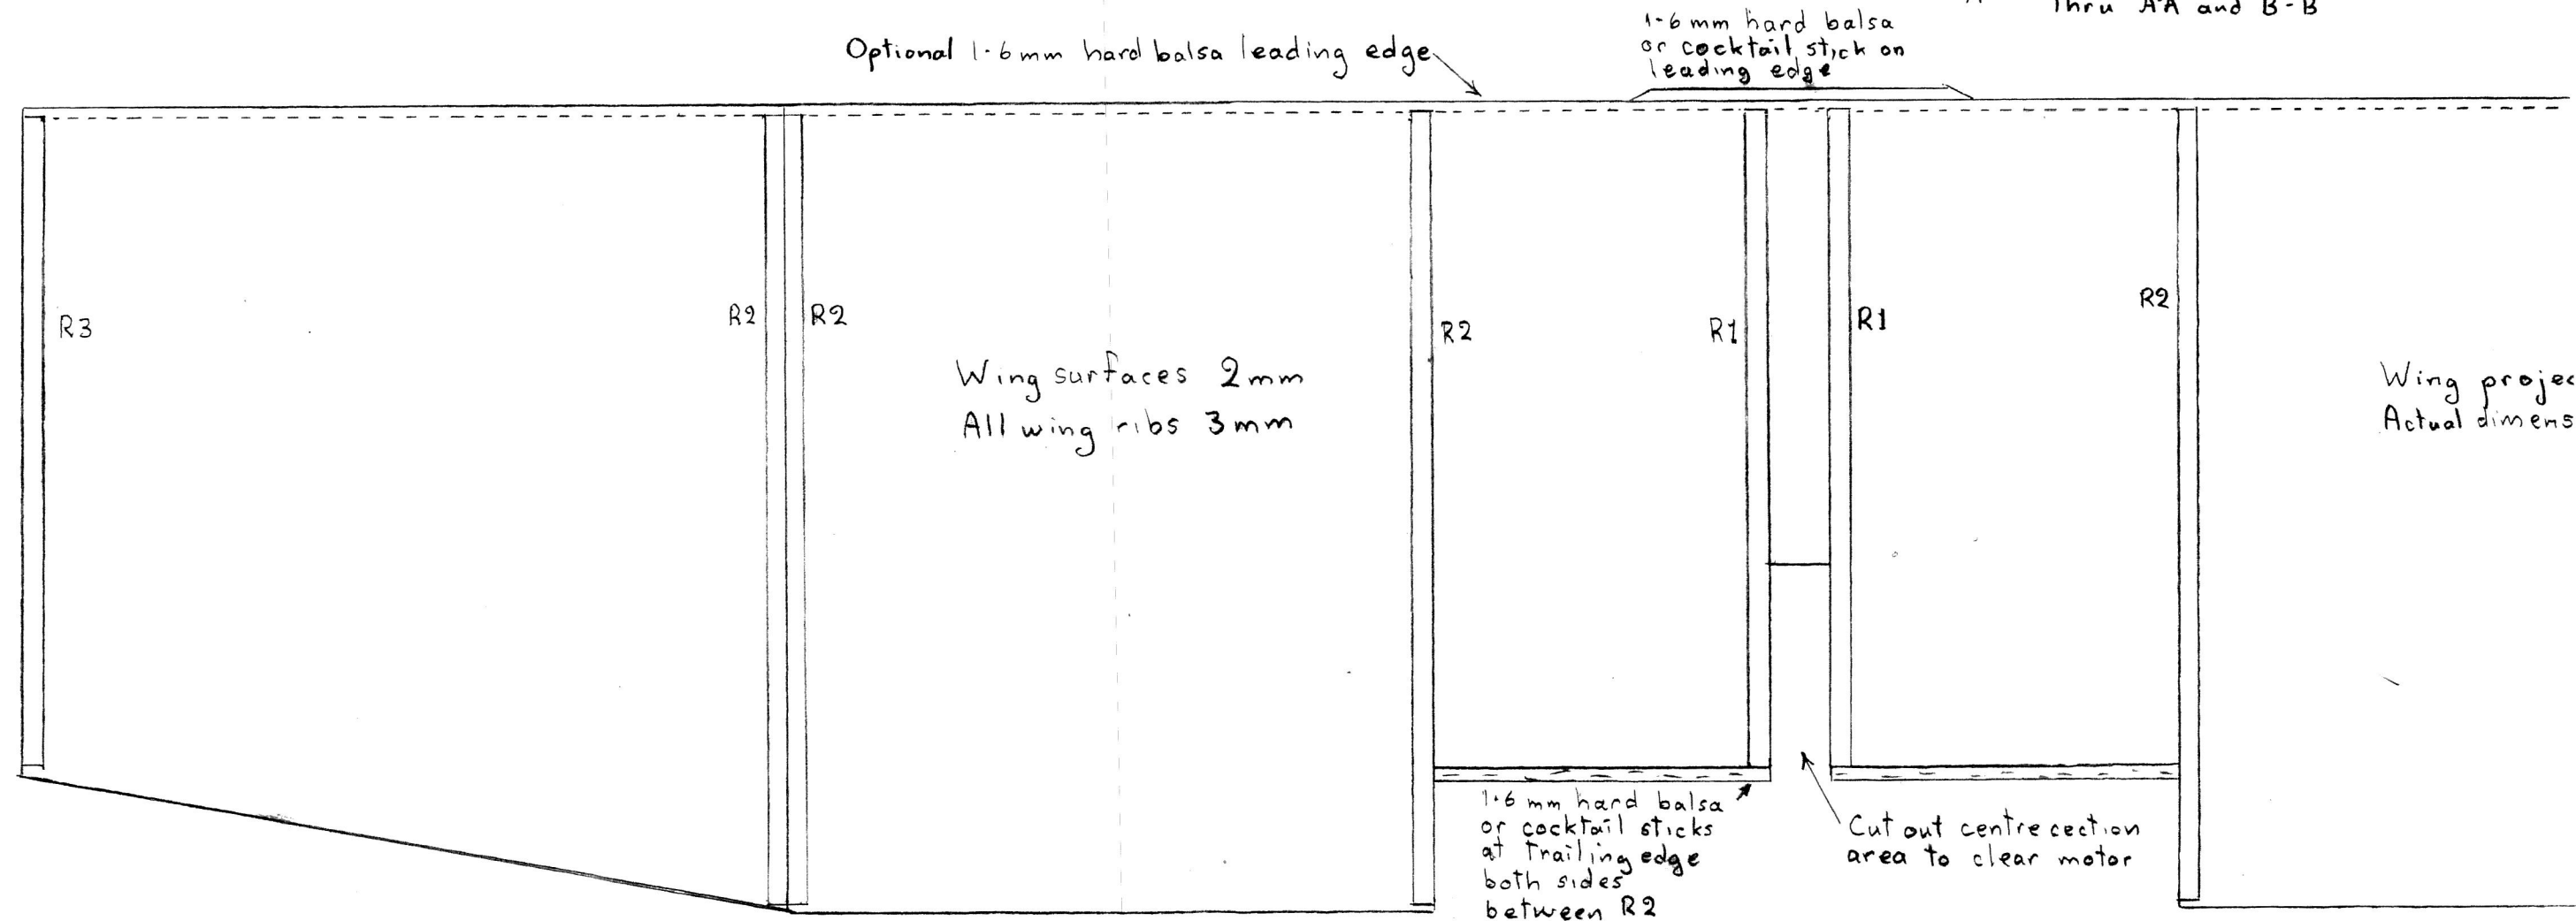 Thru A-A and B-B
Optional 1·6 mm hard balsa leading edge
1·6 mm hard balsa
or cocktail stick on
leading edge
R3
R2
R2
R2
R1
R1
R2
Wing surfaces 2mm
All wing ribs 3mm
Wing projec
Actual dimens
1·6 mm hard balsa
or cocktail sticks
at trailing edge
both sides
between R2
Cut out centre cection
area to clear motor